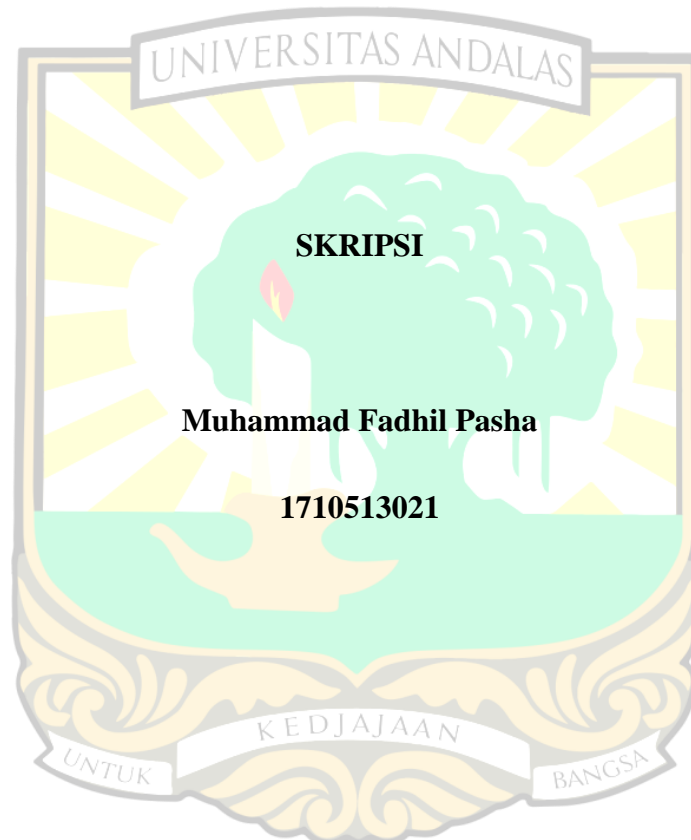 UNIVERSITAS ANDALAS
SKRIPSI
Muhammad Fadhil Pasha
1710513021
UNTUK KEDJAJAAN BANGSA